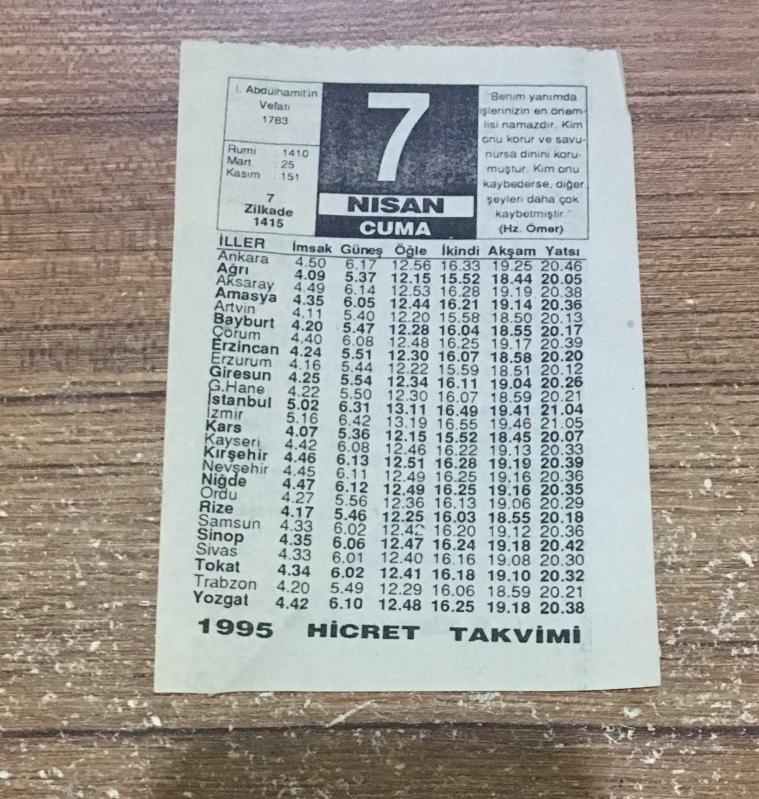 I. Abdülhamit'in
Vefatı
1783
Rumi : 1410
Mart : 25
Kasım : 151
7
Zilkade
1415
7
NISAN
CUMA
"Benim yanımda
işlerinizin en önem-
lisi namazdır. Kim
onu korur ve savu-
nursa dinini koru-
muştur. Kim onu
kaybederse, diğer
şeyleri daha çok
kaybetmiştir."
(Hz. Ömer)
İLLER İmsak Güneş Öğle İkindi Akşam Yatsı
Ankara 4.50 6.17 12.56 16.33 19.25 20.46
Ağrı 4.09 5.37 12.15 15.52 18.44 20.05
Aksaray 4.49 6.14 12.53 16.28 19.19 20.38
Amasya 4.35 6.05 12.44 16.21 19.14 20.36
Artvin 4.11 5.40 12.20 15.58 18.50 20.13
Bayburt 4.20 5.47 12.28 16.04 18.55 20.17
Çorum 4.40 6.08 12.48 16.25 19.17 20.39
Erzincan 4.24 5.51 12.30 16.07 18.58 20.20
Erzurum 4.16 5.44 12.22 15.59 18.51 20.12
Giresun 4.25 5.54 12.34 16.11 19.04 20.26
G.Hane 4.22 5.50 12.30 16.07 18.59 20.21
İstanbul 5.02 6.31 13.11 16.49 19.41 21.04
İzmir 5.16 6.42 13.19 16.55 19.46 21.05
Kars 4.07 5.36 12.15 15.52 18.45 20.07
Kayseri 4.42 6.08 12.46 16.22 19.13 20.33
Kırşehir 4.46 6.13 12.51 16.28 19.19 20.39
Nevşehir 4.45 6.11 12.49 16.25 19.16 20.36
Niğde 4.47 6.12 12.49 16.25 19.16 20.35
Ordu 4.27 5.56 12.36 16.13 19.06 20.29
Rize 4.17 5.46 12.25 16.03 18.55 20.18
Samsun 4.33 6.02 12.42 16.20 19.12 20.36
Sinop 4.35 6.06 12.47 16.24 19.18 20.42
Sivas 4.33 6.01 12.40 16.16 19.08 20.30
Tokat 4.34 6.02 12.41 16.18 19.10 20.32
Trabzon 4.20 5.49 12.29 16.06 18.59 20.21
Yozgat 4.42 6.10 12.48 16.25 19.18 20.38
1995 HİCRET TAKVİMİ